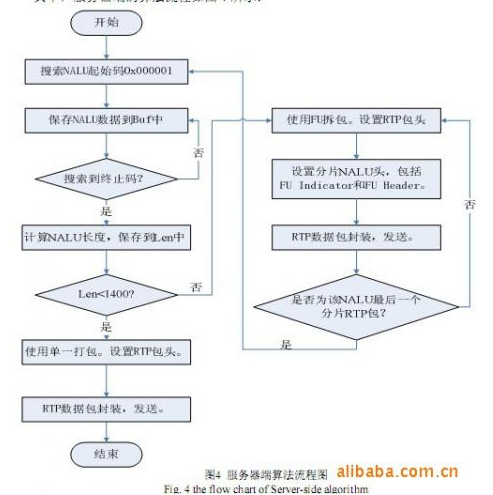 开始
搜索NALU起始码0x000001
保存NALU数据到Buf中
否
搜索到终止码?
是
计算NALU长度，保存到Len中
Len<1400?
否
是
使用单一打包。设置RTP包头。
RTP数据包封装，发送。
结束
使用FU拆包。设置RTP包头
设置分片NALU头，包括
FU Indicator和FU Header。
RTP数据包封装，发送。
否
是否为该NALU最后一个
分片RTP包?
是
图4 服务器端算法流程图
Fig. 4 the flow chart of Server-side algorithm
alibaba.com.cn